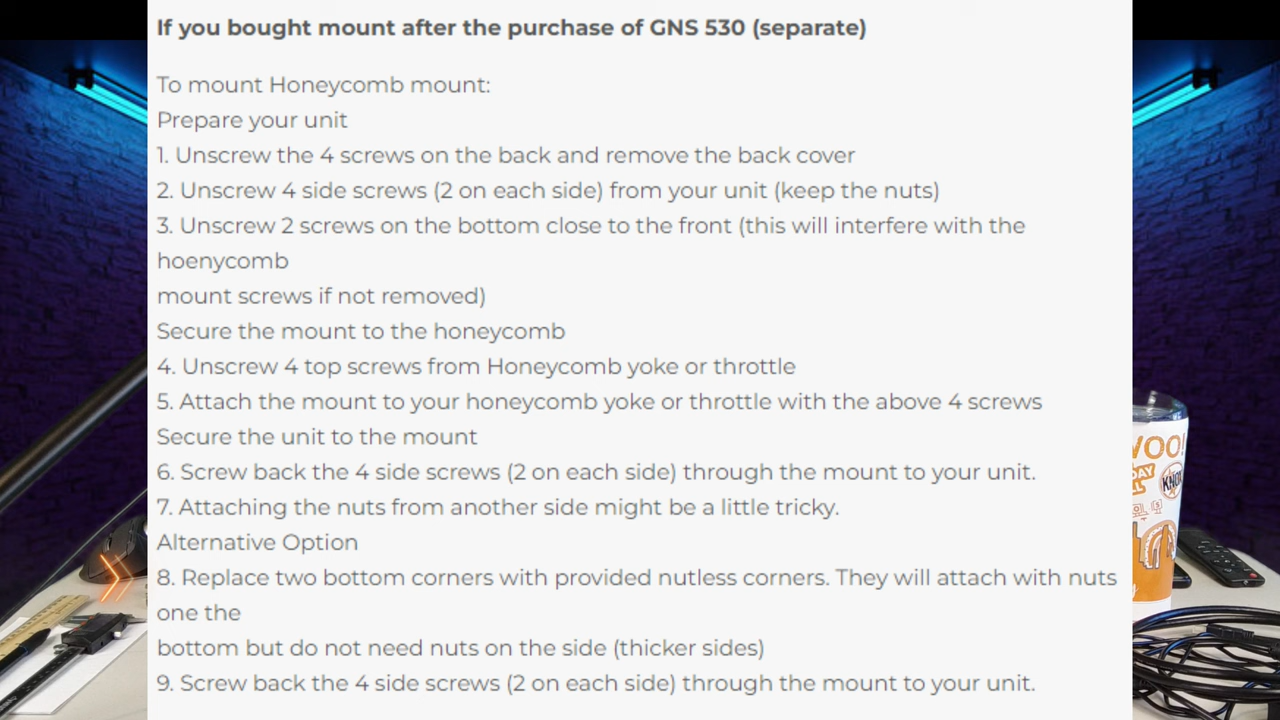 If you bought mount after the purchase of GNS 530 (separate)
To mount Honeycomb mount:
Prepare your unit
1. Unscrew the 4 screws on the back and remove the back cover
2. Unscrew 4 side screws (2 on each side) from your unit (keep the nuts)
3. Unscrew 2 screws on the bottom close to the front (this will interfere with the
hoenycomb
mount screws if not removed)
Secure the mount to the honeycomb
4. Unscrew 4 top screws from Honeycomb yoke or throttle
5. Attach the mount to your honeycomb yoke or throttle with the above 4 screws
Secure the unit to the mount
6. Screw back the 4 side screws (2 on each side) through the mount to your unit.
7. Attaching the nuts from another side might be a little tricky.
Alternative Option
8. Replace two bottom corners with provided nutless corners. They will attach with nuts
one the
bottom but do not need nuts on the side (thicker sides)
9. Screw back the 4 side screws (2 on each side) through the mount to your unit.